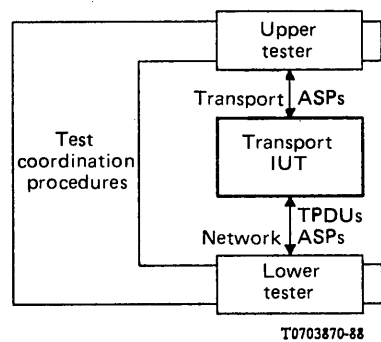 Upper
tester
Transport ASPs
Test
coordination
procedures
Transport
IUT
TPDUs
Network ASPs
Lower
tester
T0703870-88